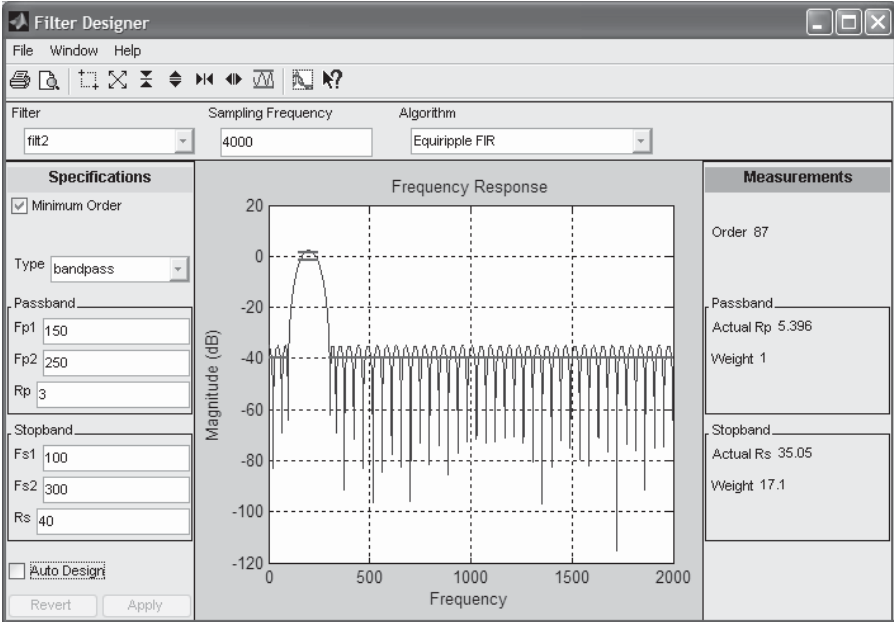 Filter Designer
File Window Help
Filter
Sampling Frequency
Algorithm
filt2
4000
Equiripple FIR
Specifications
Minimum Order
Type bandpass
Passband
Fp1 150
Fp2 250
Rp 3
Stopband
Fs1 100
Fs2 300
Rs 40
Auto Design
Revert Apply
Frequency Response
Magnitude (dB)
20
0
-20
-40
-60
-80
-100
-120
0 500 1000 1500 2000
Frequency
Measurements
Order 87
Passband
Actual Rp 5.396
Weight 1
Stopband
Actual Rs 35.05
Weight 17.1